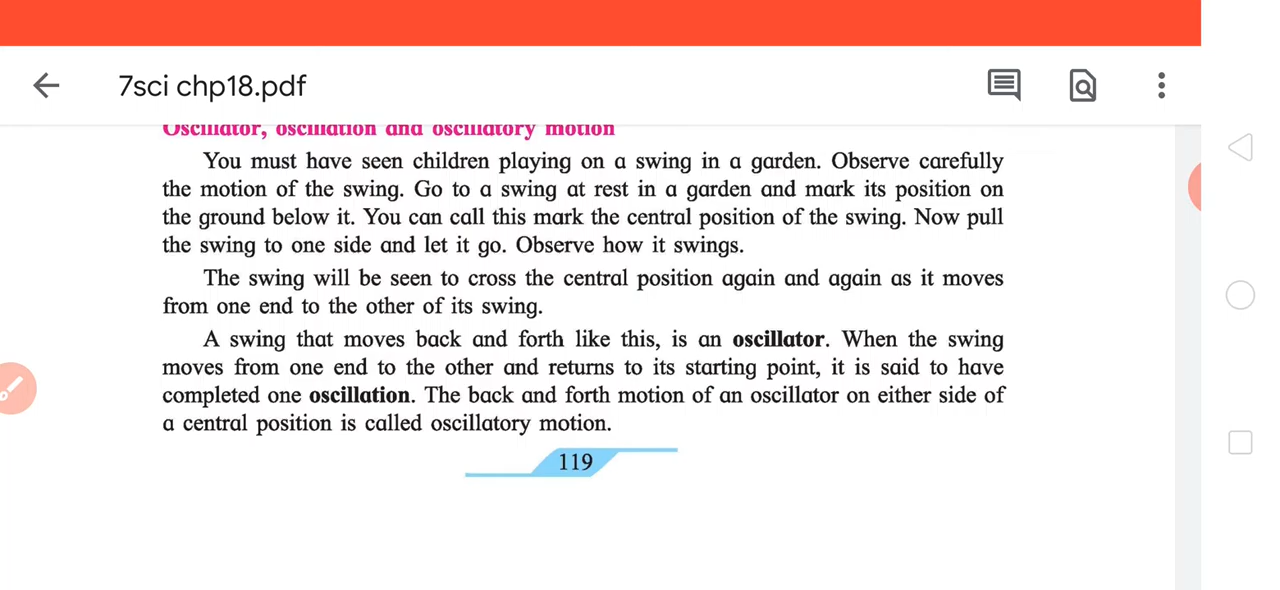 7sci chp18.pdf
Oscillator, oscillation and oscillatory motion
You must have seen children playing on a swing in a garden. Observe carefully
the motion of the swing. Go to a swing at rest in a garden and mark its position on
the ground below it. You can call this mark the central position of the swing. Now pull
the swing to one side and let it go. Observe how it swings.
The swing will be seen to cross the central position again and again as it moves
from one end to the other of its swing.
A swing that moves back and forth like this, is an oscillator. When the swing
moves from one end to the other and returns to its starting point, it is said to have
completed one oscillation. The back and forth motion of an oscillator on either side of
a central position is called oscillatory motion.
119